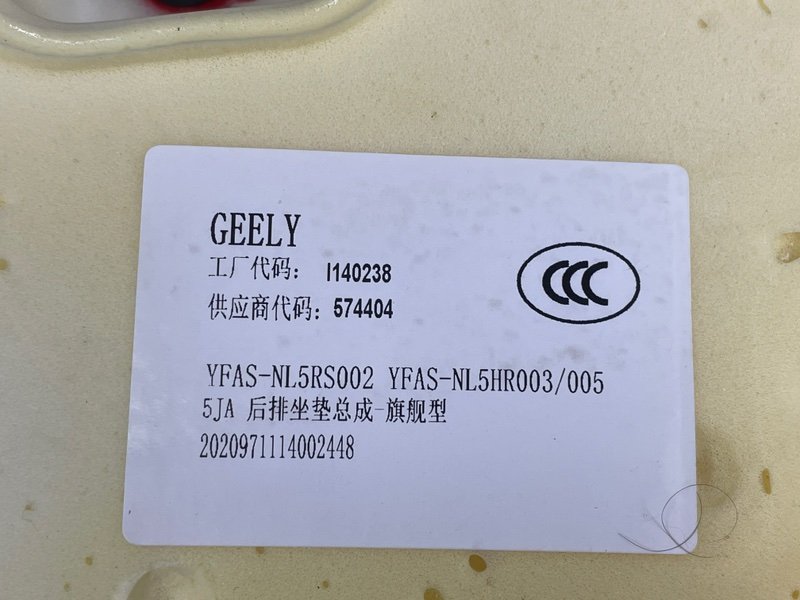 GEELY
工厂代码： I140238
供应商代码：574404
CCC
YFAS-NL5RS002 YFAS-NL5HR003/005
5JA 后排坐垫总成-旗舰型
2020971114002448